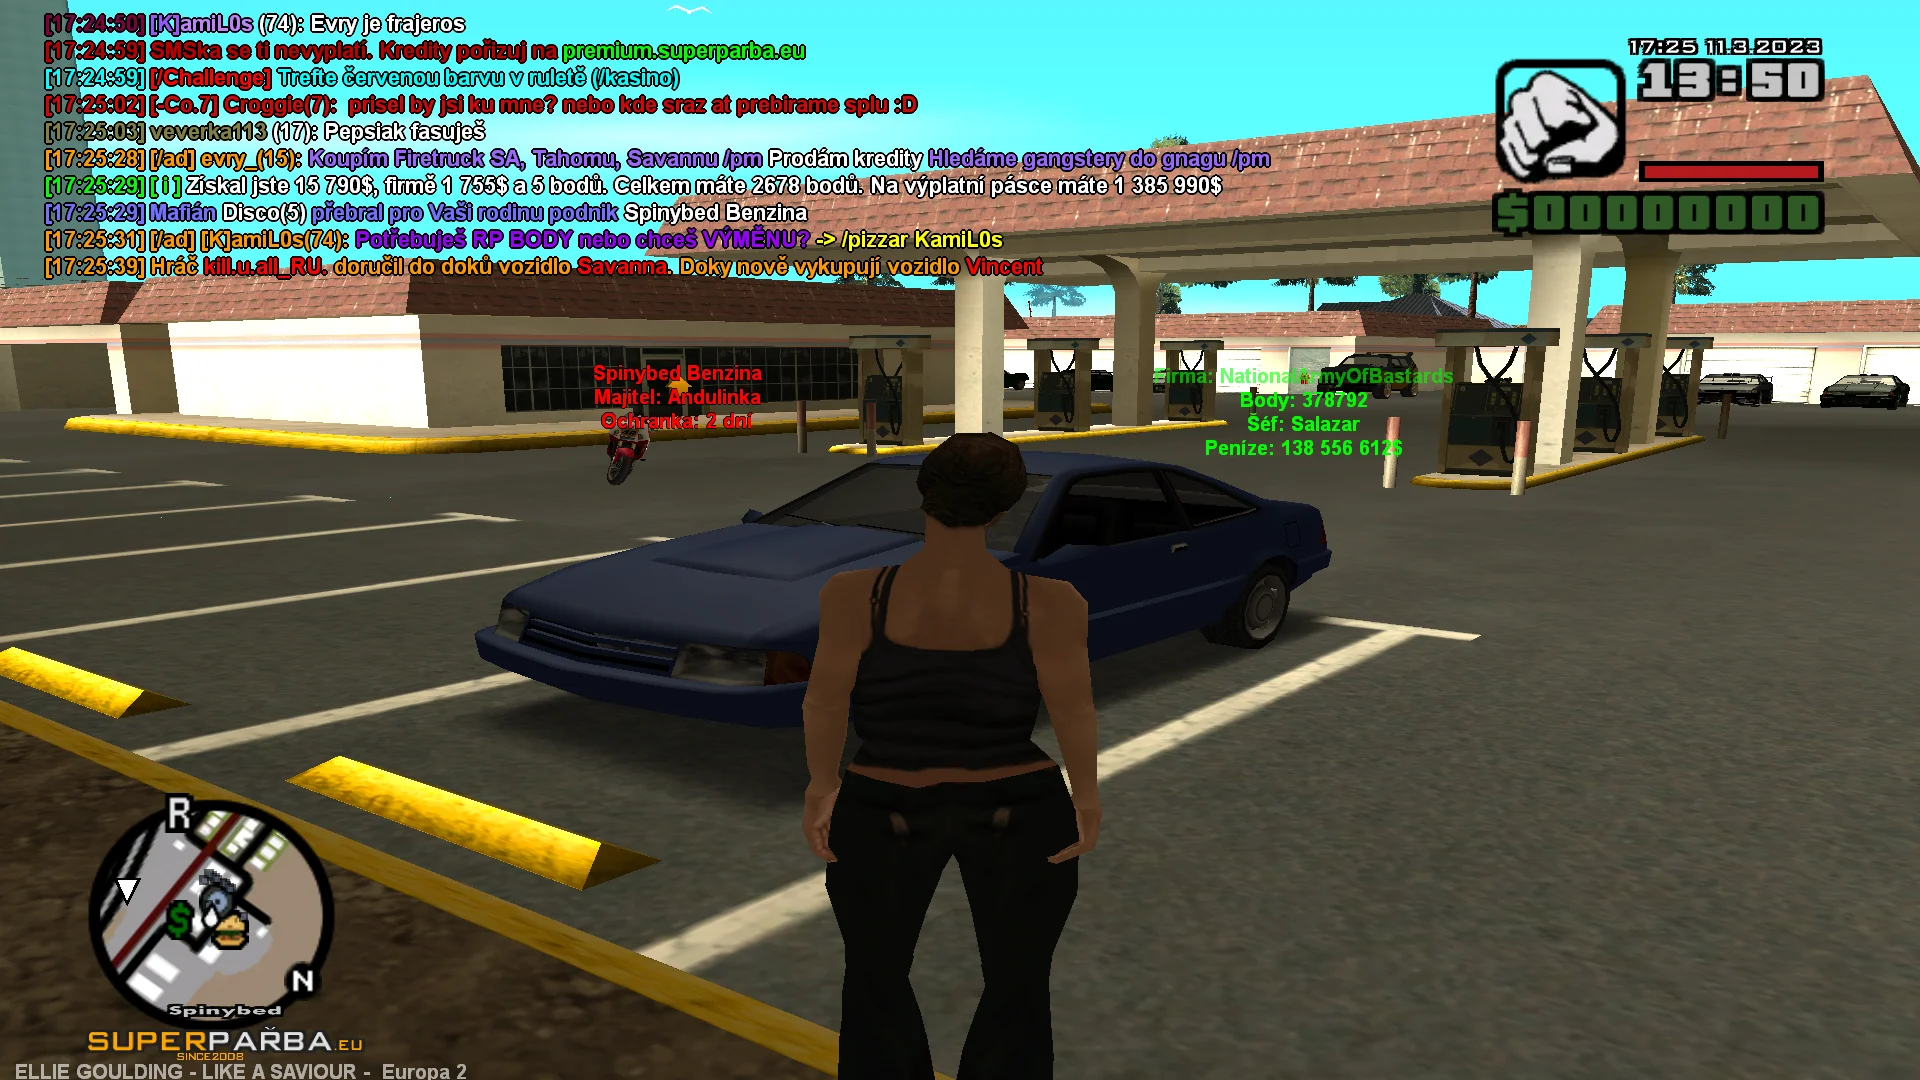 [17:24:50] [K]amiL0s (74): Evry je frajeros
[17:24:59] SMSka se ti nevyplatí. Kredity pořizuj na premium.superparba.eu
[17:24:59] [/Challenge] Trefte červenou barvu v ruletě (/kasino)
[17:25:02] [-Co.7] Croggie(7): prisel by jsi ku mne? nebo kde sraz at prebirame splu :D
[17:25:03] veverka113 (17): Pepsiak fasuješ
[17:25:28] [/ad] evry_(15): Koupím Firetruck SA, Tahomu, Savannu /pm Prodám kredity Hledáme gangstery do gnagu /pm
[17:25:29] [ i ] Získal jste 15 790$, firmě 1 755$ a 5 bodů. Celkem máte 2678 bodů. Na výplatní pásce máte 1 385 990$
[17:25:29] Mafián Disco(5) přebral pro Vaši rodinu podnik Spinybed Benzina
[17:25:31] [/ad] [K]amiL0s(74): Potřebuješ RP BODY nebo chceš VÝMĚNU? -> /pizzar KamiL0s
[17:25:39] Hráč kill.u.all_RU. doručil do doků vozidlo Savanna. Doky nově vykupují vozidlo Vincent
17:25 11.3.2023
13:50
$00000000
Spinybed Benzina
Majitel: Andulinka
Ochranka: 2 dní
Firma: NationalArmyOfBastards
Body: 378792
Šéf: Salazar
Peníze: 138 556 612$
R
$
N
Spinybed
SUPERPAŘBA.EU
SINCE2008
ELLIE GOULDING - LIKE A SAVIOUR - Europa 2